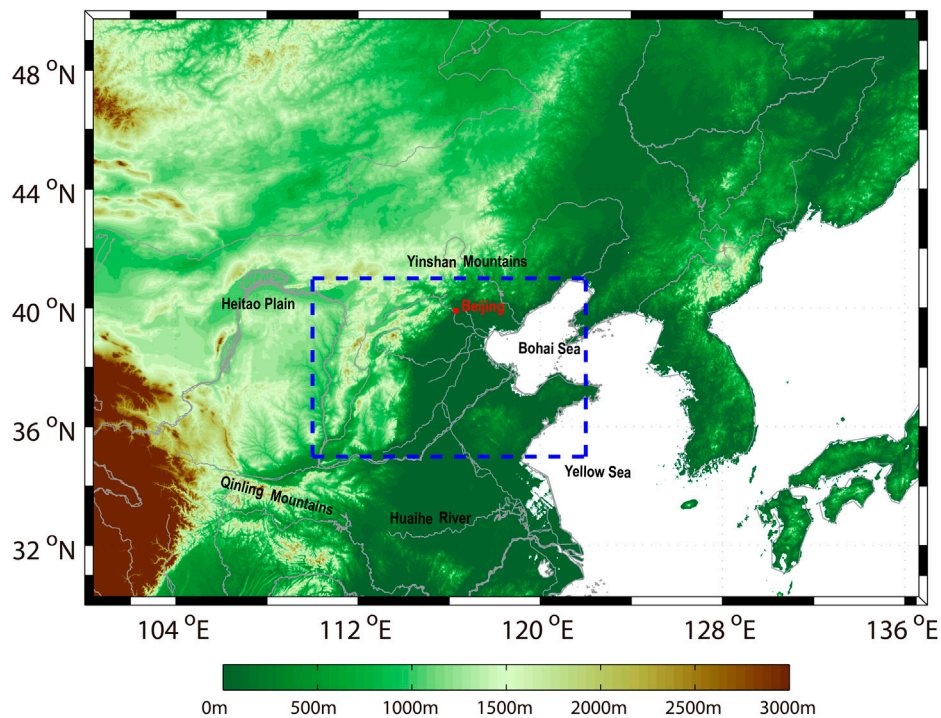 48 °N
44 °N
Yinshan Mountains
40 °N
Heitao Plain
Beijing
Bohai Sea
36 °N
Yellow Sea
Qinling Mountains
Huaihe River
32 °N
104 °E
112 °E
120 °E
128 °E
136 °E
0m
500m
1000m
1500m
2000m
2500m
3000m